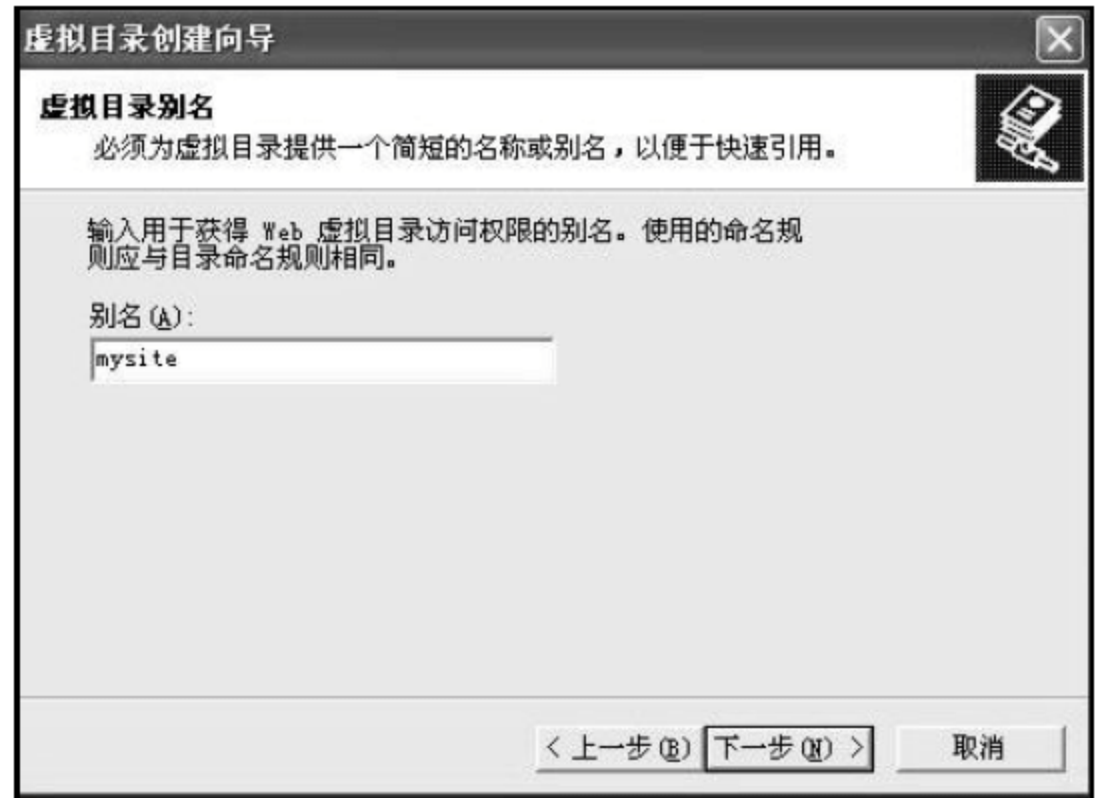 虚拟目录创建向导
虚拟目录别名
必须为虚拟目录提供一个简短的名称或别名，以便于快速引用。
输入用于获得 Web 虚拟目录访问权限的别名。使用的命名规
则应与目录命名规则相同。
别名(A):
mysite
< 上一步(B) 下一步(N) > 取消